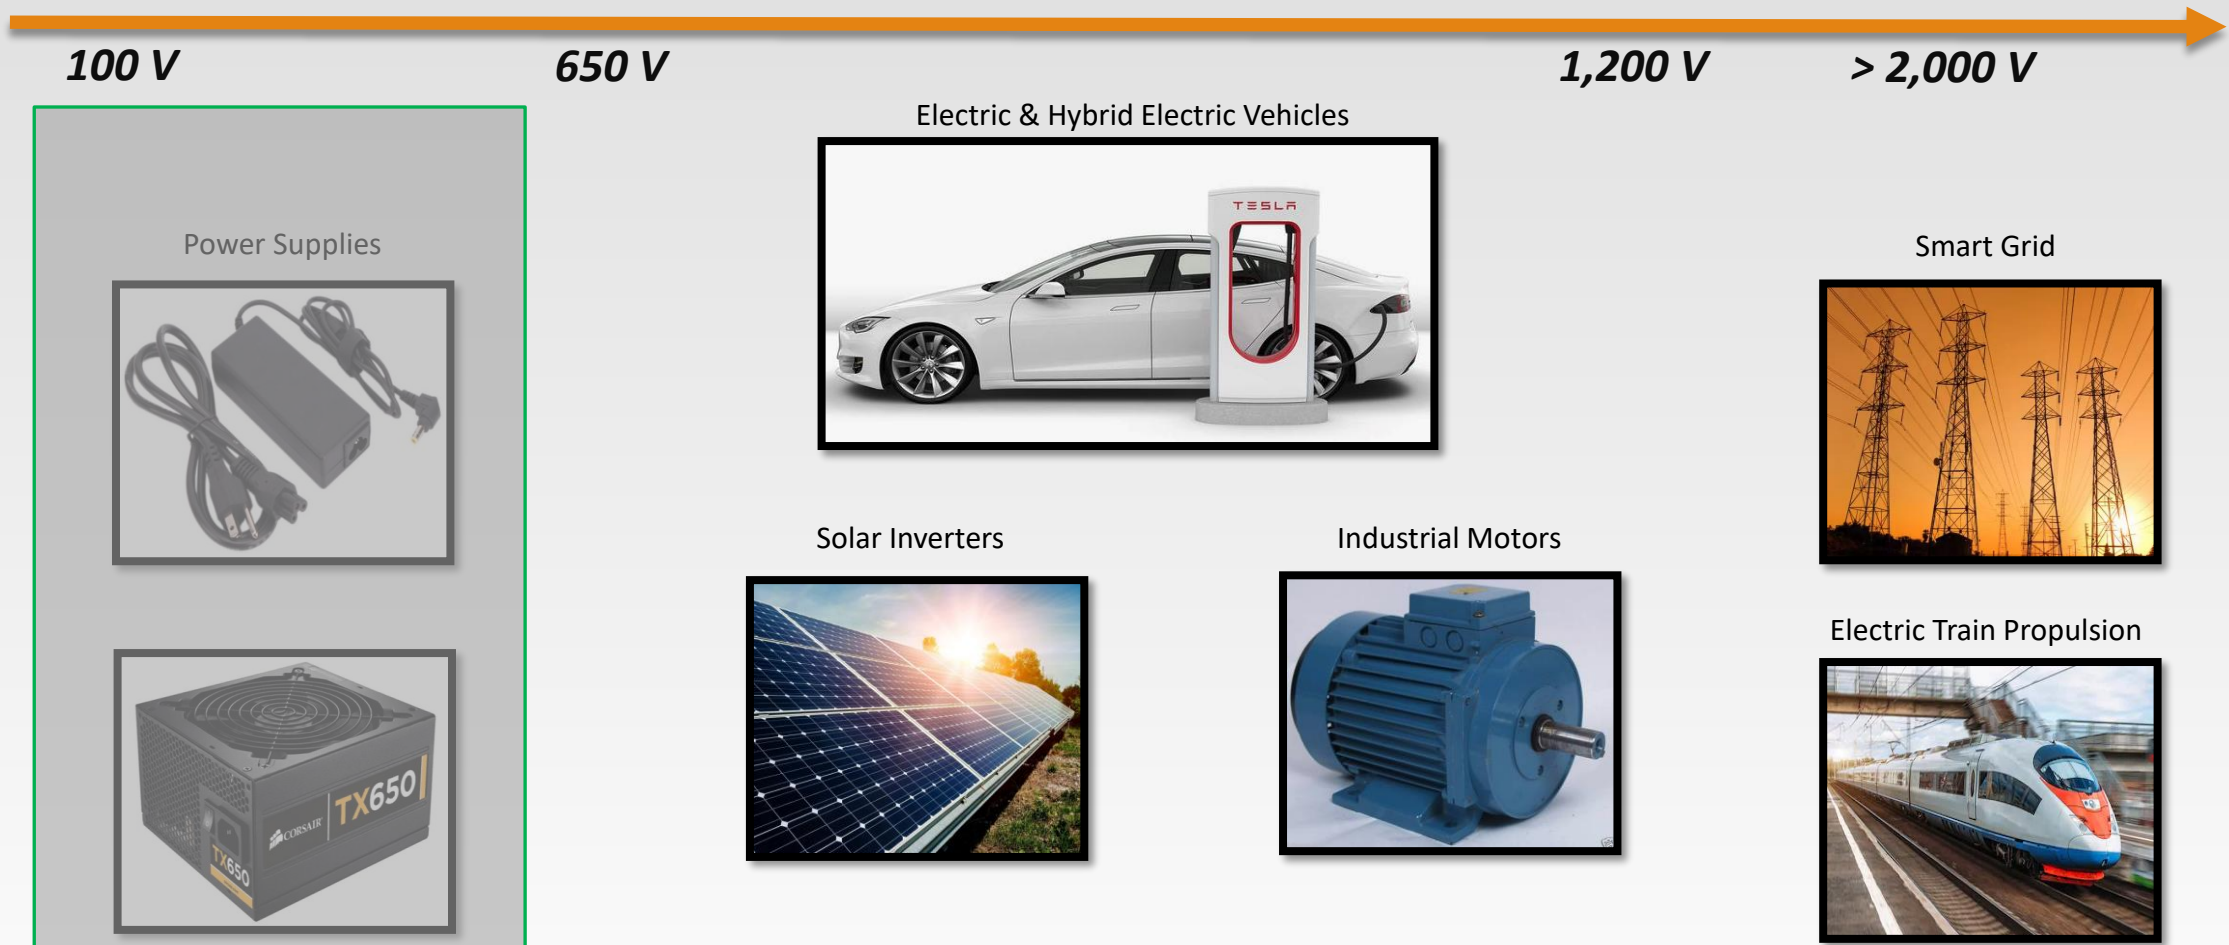 100 V
650 V
1,200 V
> 2,000 V
Electric & Hybrid Electric Vehicles
TESLA
Power Supplies
Smart Grid
Solar Inverters
Industrial Motors
Electric Train Propulsion
CORSAIR
TX650
TX650